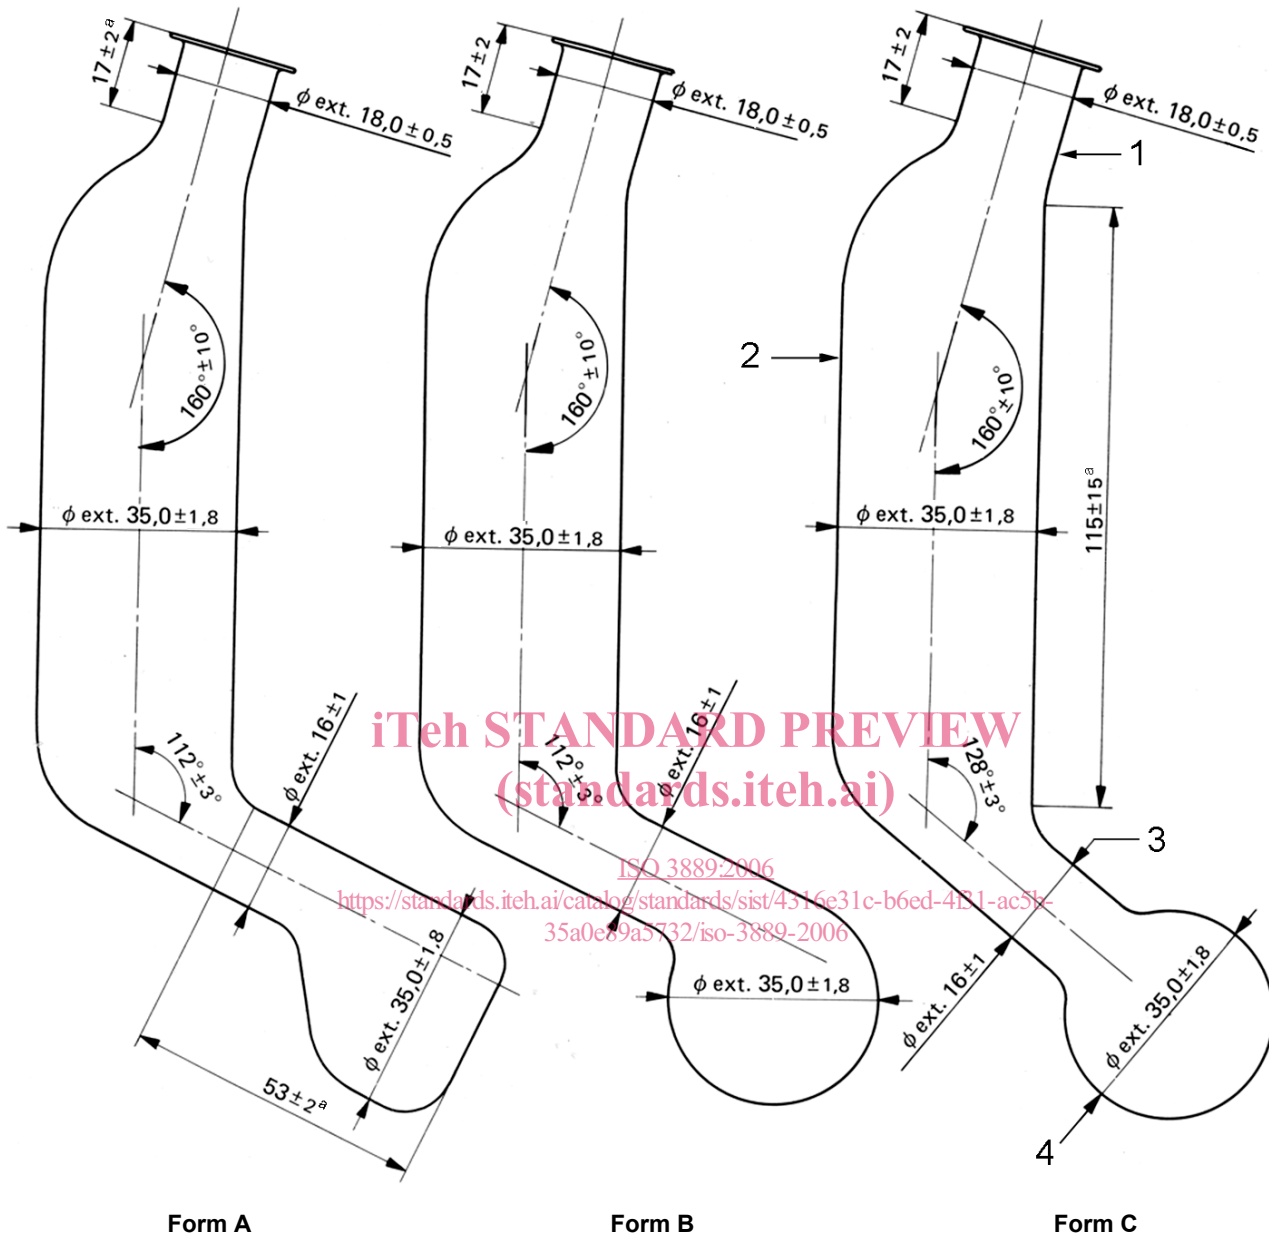 17±2ᵃ
ϕ ext. 18,0±0,5
160°±10°
ϕ ext. 35,0±1,8
112°±3°
ϕ ext. 16±1
ϕ ext. 35,0±1,8
53±2ᵃ
17±2
ϕ ext. 18,0±0,5
160°±10°
ϕ ext. 35,0±1,8
112°±3°
ϕ ext. 16±1
ϕ ext. 35,0±1,8
17±2
ϕ ext. 18,0±0,5
1
2
160°±10°
115±15ᵃ
ϕ ext. 35,0±1,8
128°±3°
3
ϕ ext. 16±1
ϕ ext. 35,0±1,8
4
iTeh STANDARD PREVIEW
(standards.iteh.ai)
ISO 3889:2006
https://standards.iteh.ai/catalog/standards/sist/4316e31c-b6ed-4f31-ac5b-
35a0e89a5732/iso-3889-2006
Form A
Form B
Form C